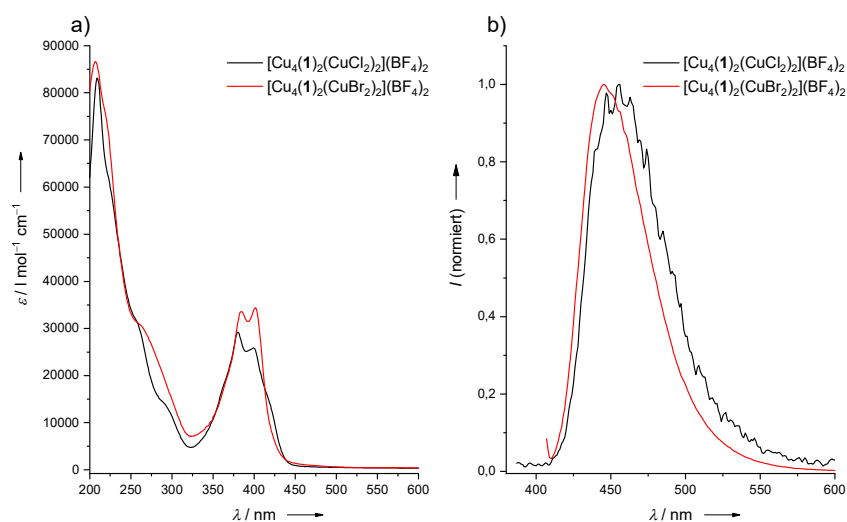 a)
[Cu₄(1)₂(CuCl₂)₂](BF₄)₂
[Cu₄(1)₂(CuBr₂)₂](BF₄)₂
90000
80000
70000
60000
50000
40000
30000
20000
10000
0
ε / l mol⁻¹ cm⁻¹
200 250 300 350 400 450 500 550 600
λ / nm
b)
[Cu₄(1)₂(CuCl₂)₂](BF₄)₂
[Cu₄(1)₂(CuBr₂)₂](BF₄)₂
1,0
0,8
0,6
0,4
0,2
0,0
I (normiert)
400 450 500 550 600
λ / nm